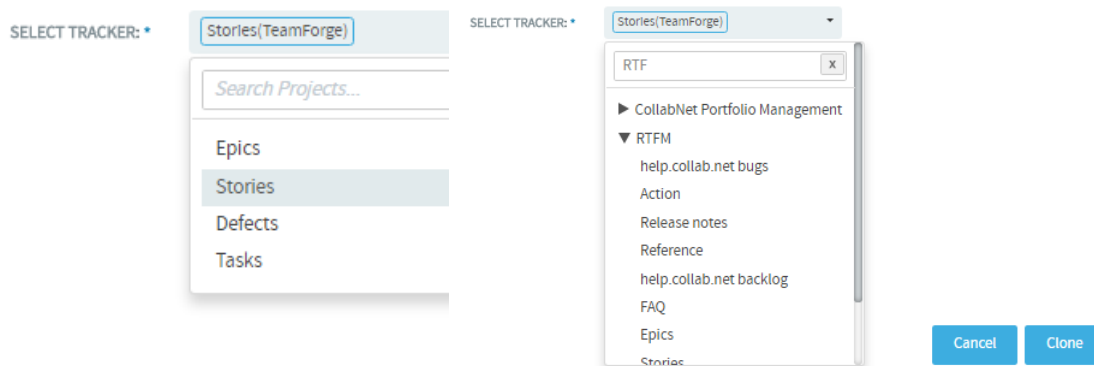 SELECT TRACKER: *
Stories(TeamForge)
Search Projects...
Epics
Stories
Defects
Tasks
SELECT TRACKER: *
Stories(TeamForge)
RTF
X
CollabNet Portfolio Management
RTFM
help.collab.net bugs
Action
Release notes
Reference
help.collab.net backlog
FAQ
Epics
Stories
Cancel
Clone